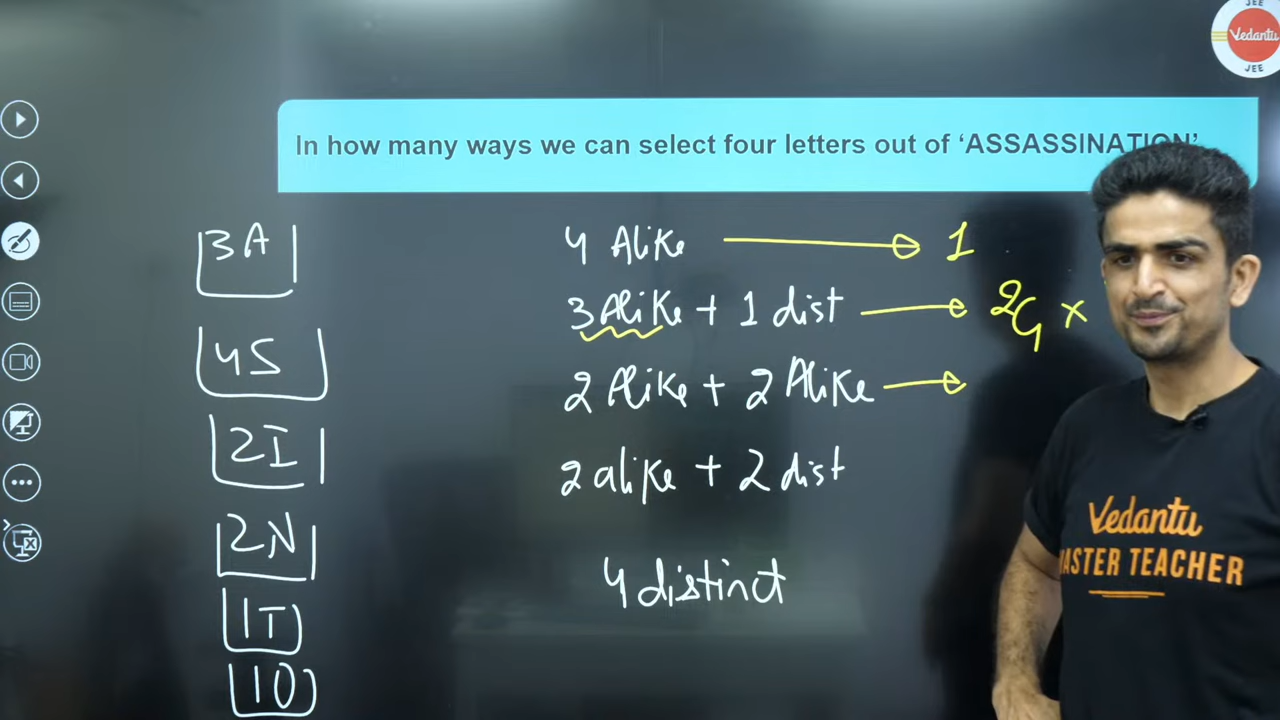 JEE
Vedantu
JEE
In how many ways we can select four letters out of ‘ASSASSINATION’
3A
4S
2I
2N
1T
1O
4 Alike → 1
3 Alike + 1 dist → ²C₁ ×
2 Alike + 2 Alike →
2 alike + 2 dist
4 distinct
Vedantu
MASTER TEACHER